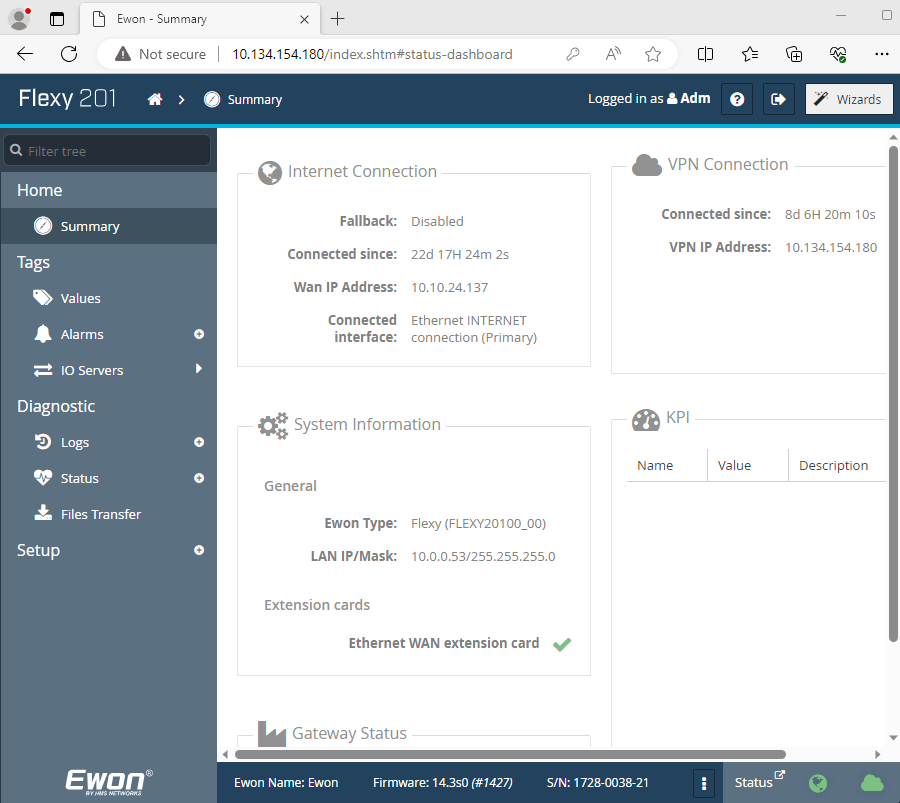 Ewon - Summary
Not secure
10.134.154.180/index.shtm#status-dashboard
Flexy 201
Summary
Logged in as Adm
Wizards
Filter tree
Home
Summary
Tags
Values
Alarms
IO Servers
Diagnostic
Logs
Status
Files Transfer
Setup
Ewon®
BY HMS NETWORKS
Internet Connection
Fallback: Disabled
Connected since: 22d 17H 24m 2s
Wan IP Address: 10.10.24.137
Connected Ethernet INTERNET
interface: connection (Primary)
VPN Connection
Connected since: 8d 6H 20m 10s
VPN IP Address: 10.134.154.180
System Information
General
Ewon Type: Flexy (FLEXY20100_00)
LAN IP/Mask: 10.0.0.53/255.255.255.0
Extension cards
Ethernet WAN extension card
KPI
Name Value Description
Gateway Status
Ewon Name: Ewon Firmware: 14.3s0 (#1427) S/N: 1728-0038-21 Status